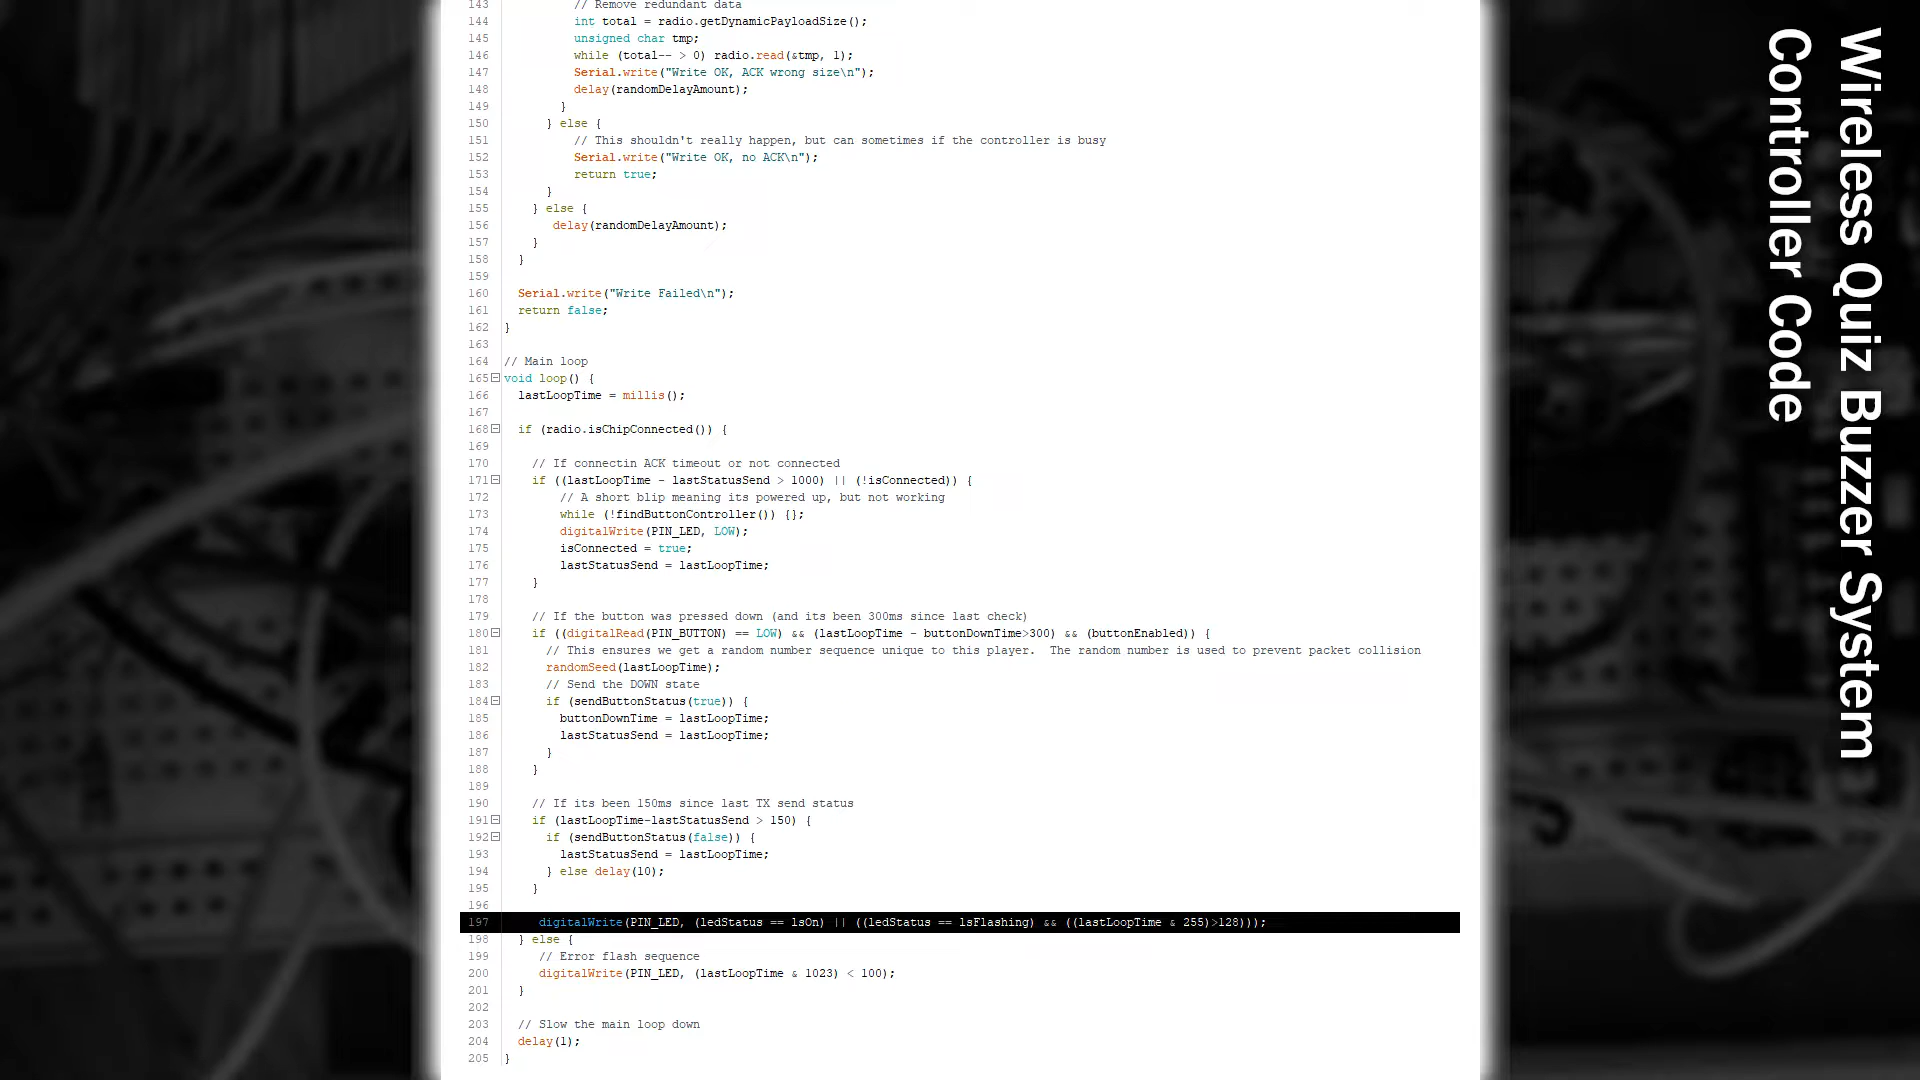 143 // Remove redundant data
144 int total = radio.getDynamicPayloadSize();
145 unsigned char tmp;
146 while (total-- > 0) radio.read(&tmp, 1);
147 Serial.write("Write OK, ACK wrong size\n");
148 delay(randomDelayAmount);
149 }
150 } else {
151 // This shouldn't really happen, but can sometimes if the controller is busy
152 Serial.write("Write OK, no ACK\n");
153 return true;
154 }
155 } else {
156 delay(randomDelayAmount);
157 }
158 }
159
160 Serial.write("Write Failed\n");
161 return false;
162 }
163
164 // Main loop
165 void loop() {
166 lastLoopTime = millis();
167
168 if (radio.isChipConnected()) {
169
170 // If connectin ACK timeout or not connected
171 if ((lastLoopTime - lastStatusSend > 1000) || (!isConnected)) {
172 // A short blip meaning its powered up, but not working
173 while (!findButtonController()) {};
174 digitalWrite(PIN_LED, LOW);
175 isConnected = true;
176 lastStatusSend = lastLoopTime;
177 }
178
179 // If the button was pressed down (and its been 300ms since last check)
180 if ((digitalRead(PIN_BUTTON) == LOW) && (lastLoopTime - buttonDownTime>300) && (buttonEnabled)) {
181 // This ensures we get a random number sequence unique to this player.  The random number is used to prevent packet collision
182 randomSeed(lastLoopTime);
183 // Send the DOWN state
184 if (sendButtonStatus(true)) {
185 buttonDownTime = lastLoopTime;
186 lastStatusSend = lastLoopTime;
187 }
188 }
189
190 // If its been 150ms since last TX send status
191 if (lastLoopTime-lastStatusSend > 150) {
192 if (sendButtonStatus(false)) {
193 lastStatusSend = lastLoopTime;
194 } else delay(10);
195 }
196
197 digitalWrite(PIN_LED, (ledStatus == lsOn) || ((ledStatus == lsFlashing) && ((lastLoopTime & 255)>128)));
198 } else {
199 // Error flash sequence
200 digitalWrite(PIN_LED, (lastLoopTime & 1023) < 100);
201 }
202
203 // Slow the main loop down
204 delay(1);
205 }
Wireless Quiz Buzzer System
Controller Code